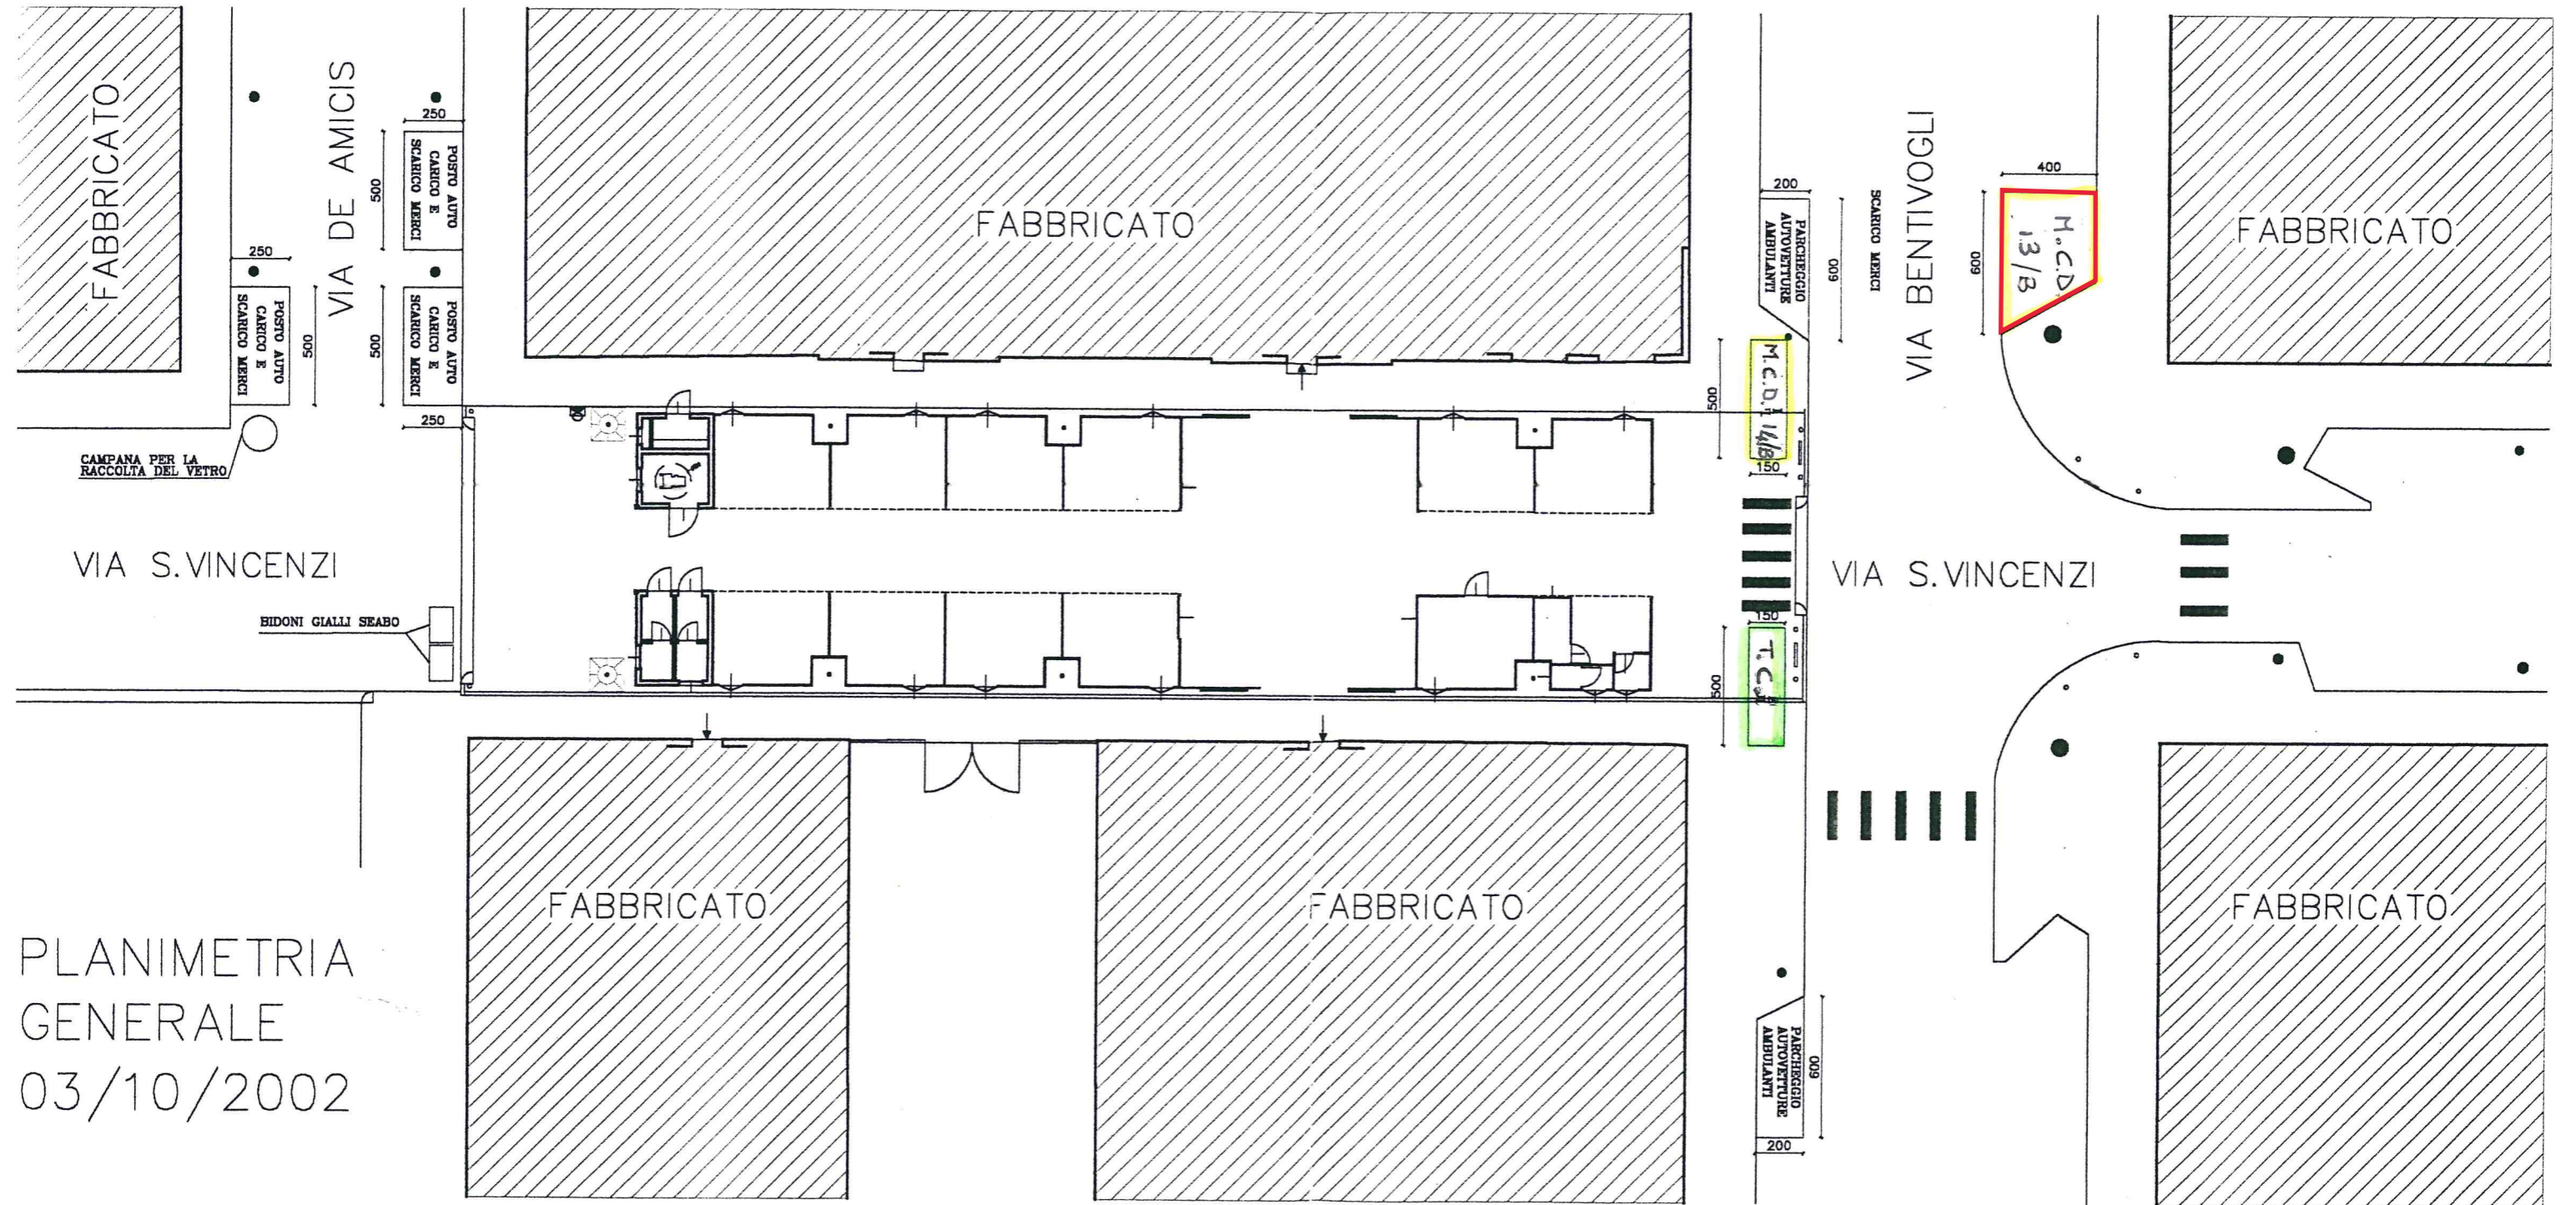 FABBRICATO
VIA DE AMICIS
250
500
POSTO AUTO
CARICO E
SCARICO MERCI
250
500
POSTO AUTO
CARICO E
SCARICO MERCI
500
POSTO AUTO
CARICO E
SCARICO MERCI
250
CAMPANA PER LA
RACCOLTA DEL VETRO
VIA S.VINCENZI
BIDONI GIALLI SEABO
FABBRICATO
200
PARCHEGGIO
AUTOVETTURE
AMBULANTI
600
SCARICO MERCI
VIA BENTIVOGLI
400
600
M.C.D.
13/B
FABBRICATO
500
M.C.D. 14/B
150
VIA S.VINCENZI
150
500
T.C.
FABBRICATO
FABBRICATO
FABBRICATO
PARCHEGGIO
AUTOVETTURE
AMBULANTI
600
200
PLANIMETRIA
GENERALE
03/10/2002